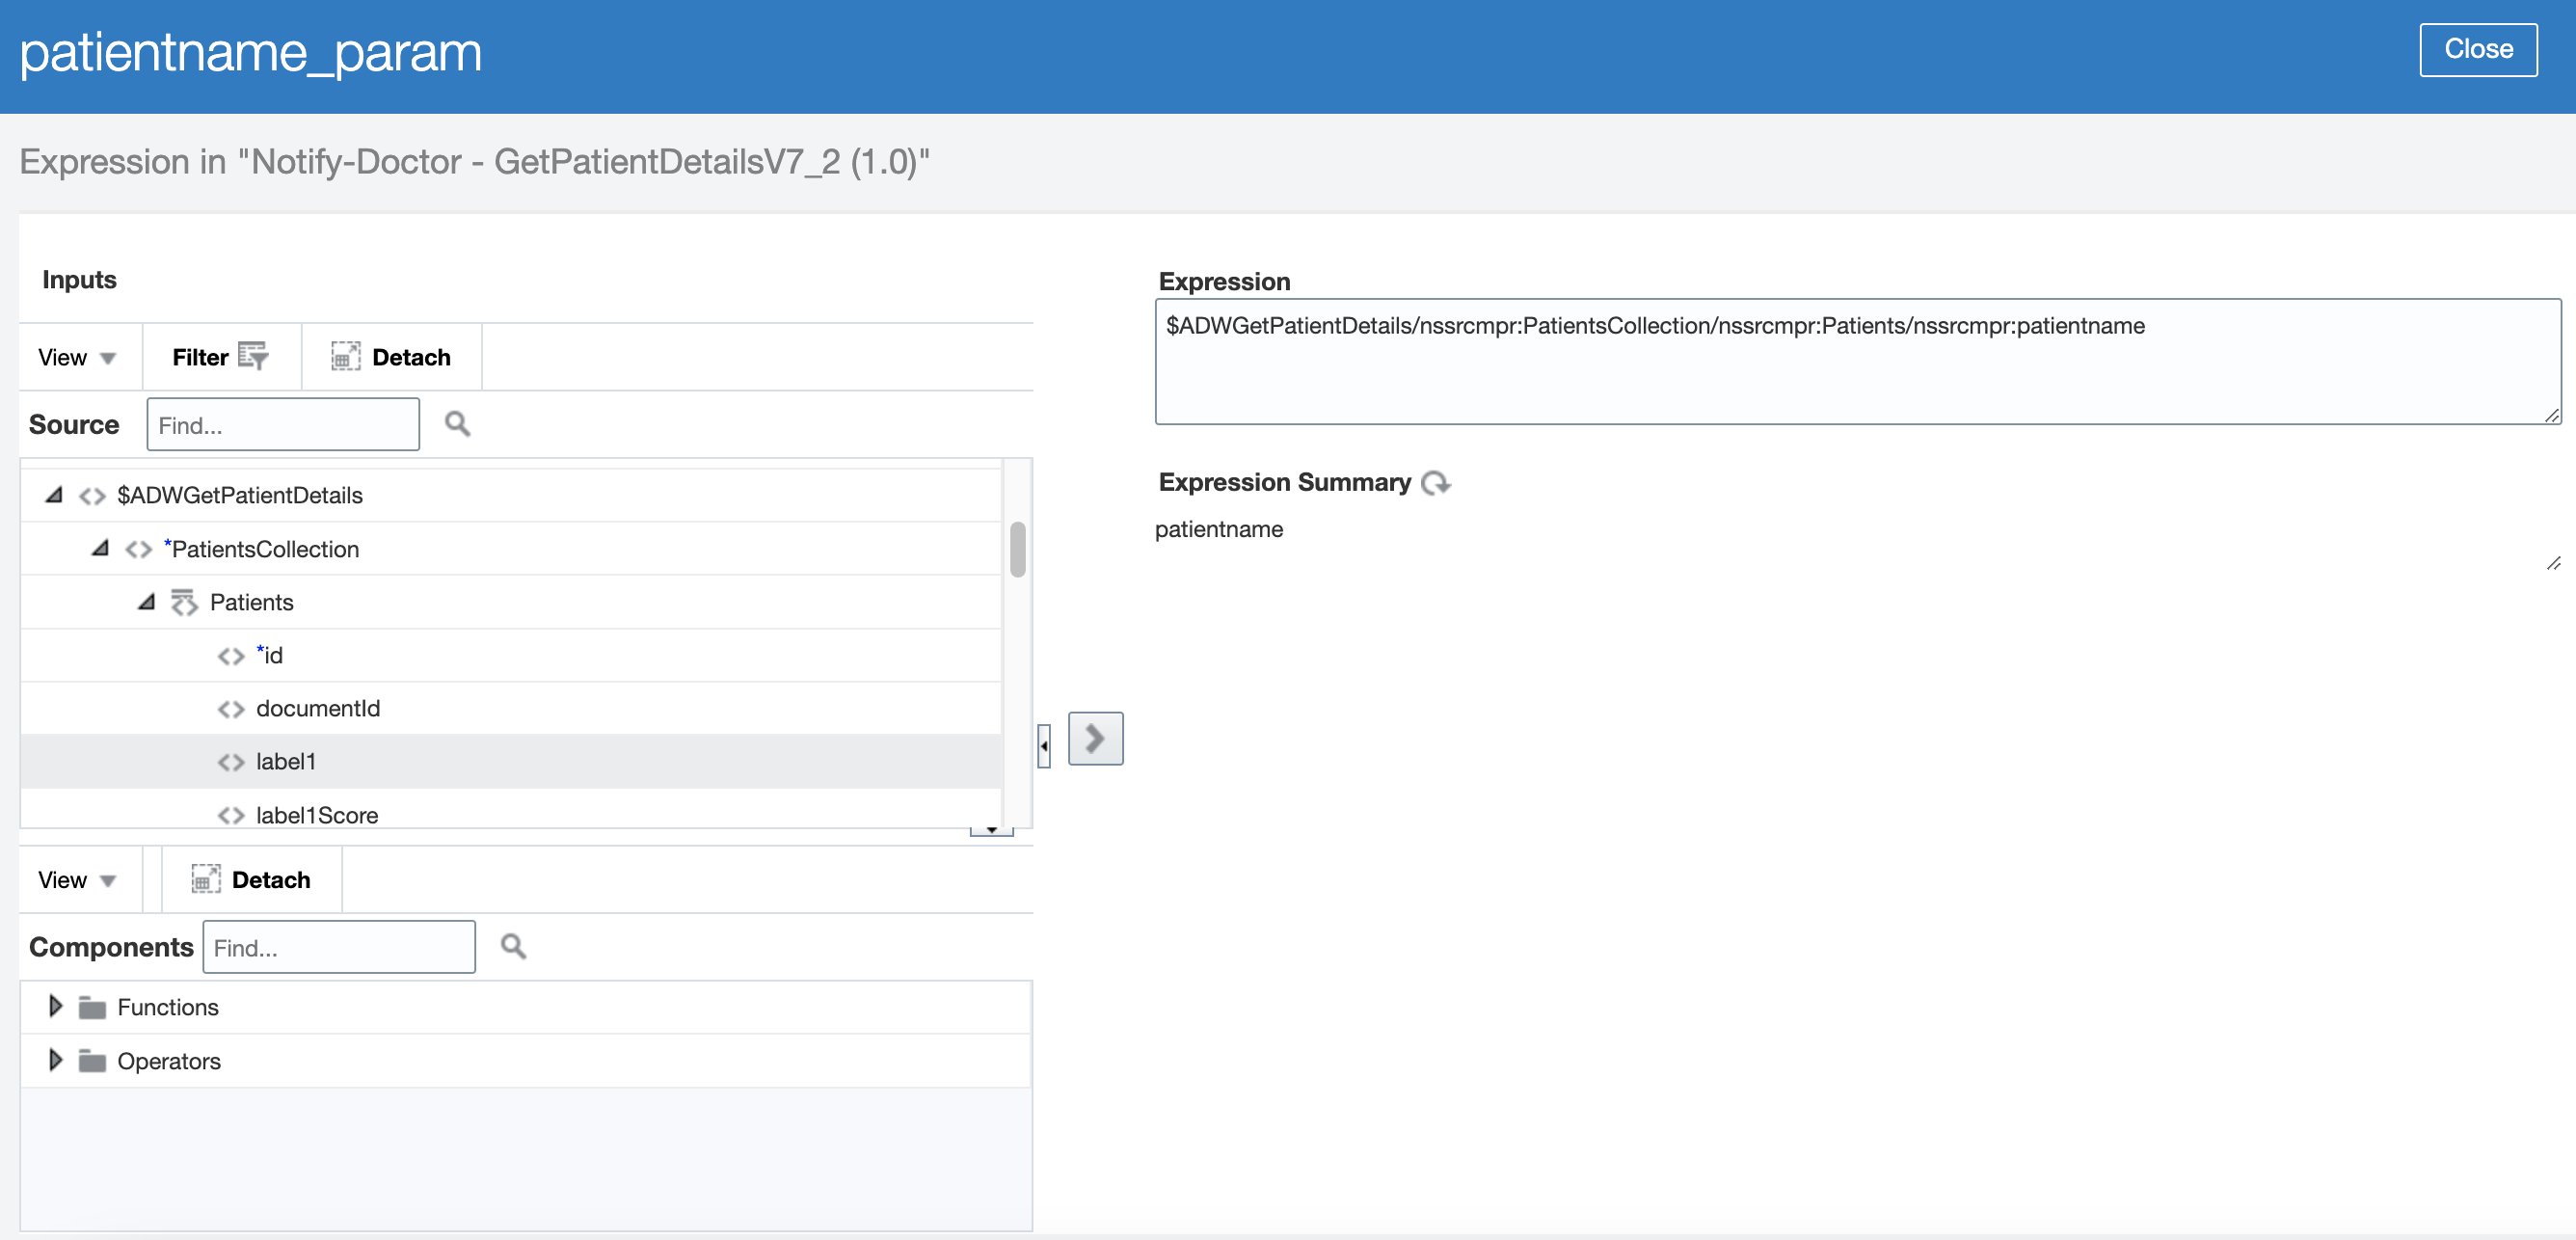 patientname_param
Close
Expression in "Notify-Doctor - GetPatientDetailsV7_2 (1.0)"
Inputs
View
Filter
Detach
Source
Find...
$ADWGetPatientDetails
*PatientsCollection
Patients
*id
documentId
label1
label1Score
View
Detach
Components
Find...
Functions
Operators
Expression
$ADWGetPatientDetails/nssrcmpr:PatientsCollection/nssrcmpr:Patients/nssrcmpr:patientname
Expression Summary
patientname